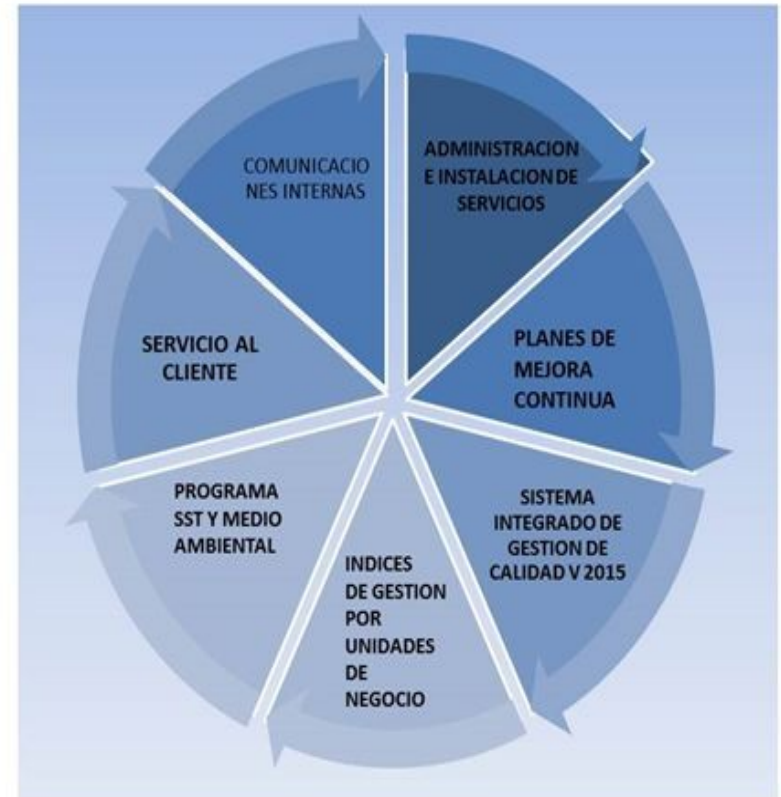 ADMINISTRACION
E INSTALACION DE
SERVICIOS
PLANES DE
MEJORA
CONTINUA
SISTEMA
INTEGRADO DE
GESTION DE
CALIDAD V 2015
INDICES
DE GESTION
POR
UNIDADES
DE
NEGOCIO
PROGRAMA
SST Y MEDIO
AMBIENTAL
SERVICIO AL
CLIENTE
COMUNICACIO
NES INTERNAS